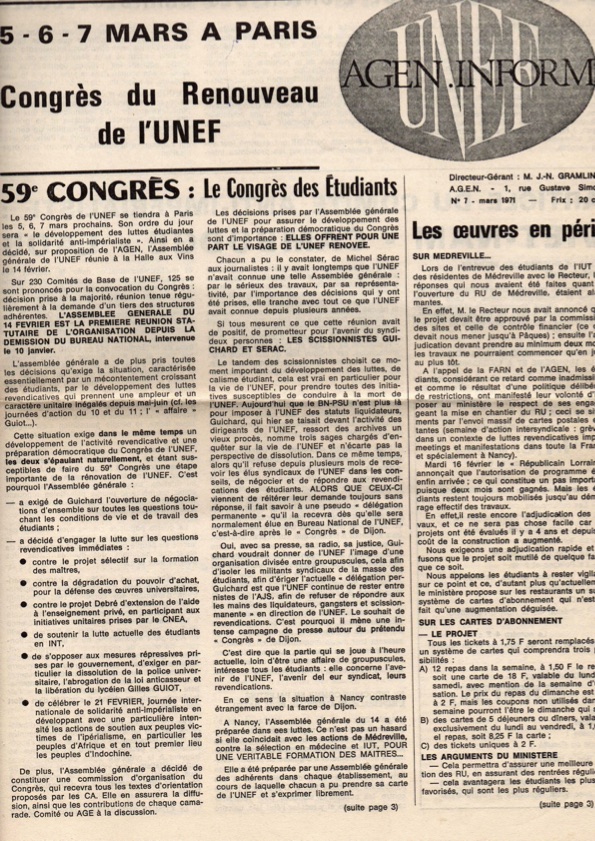 5 - 6 - 7 MARS A PARIS
Congrès du Renouveau
de l'UNEF
UNEF
AGEN.INFORM
Directeur-Gérant : M. J.-N. GRAMLIN
A.G.E.N. - 1, rue Gustave Simo
N° 7 - mars 1971 — Prix : 20 c
59e CONGRÈS : Le Congrès des Étudiants
Le 59e Congrès de l'UNEF se tiendra à Paris
les 5, 6, 7 mars prochains. Son ordre du jour
sera « le développement des luttes étudiantes
et la solidarité anti-impérialiste ». Ainsi en a
décidé, sur proposition de l'AGEN, l'Assemblée
générale de l'UNEF réunie à la Halle aux Vins
le 14 février.
Sur 230 Comités de Base de l'UNEF, 125 se
sont prononcés pour la convocation du Congrès :
décision prise à la majorité, réunion tenue régu-
lièrement à la demande d'un tiers des structures
adhérentes. L'ASSEMBLEE GENERALE DU
14 FEVRIER EST LA PREMIERE REUNION STA-
TUTAIRE DE L'ORGANISATION DEPUIS LA
DEMISSION DU BUREAU NATIONAL, intervenue
le 10 janvier.
L'assemblée générale a de plus pris toutes
les décisions qu'exige la situation, caractérisée
essentiellement par un mécontentement croissant
des étudiants, par le développement des luttes
revendicatives qui prennent une ampleur et un
caractère unitaire inégalés depuis mai-juin (cf. les
journées d'action du 10 et du 11 ; l' « affaire »
Guiot...).
Cette situation exige dans le même temps un
développement de l'activité revendicative et une
préparation démocratique du Congrès de l'UNEF,
les deux s'épaulant naturellement, et étant sus-
ceptibles de faire du 59e Congrès une étape
importante de la rénovation de l'UNEF. C'est
pourquoi l'Assemblée générale :
— a exigé de Guichard l'ouverture de négocia-
tions d'ensemble sur toutes les questions tou-
chant les conditions de vie et de travail des
étudiants ;
— a décidé d'engager la lutte sur les questions
revendicatives immédiates :
● contre le projet sélectif sur la formation
des maîtres,
● contre la dégradation du pouvoir d'achat,
pour la défense des œuvres universitaires,
● contre le projet Debré d'extension de l'aide
à l'enseignement privé, en participant aux
initiatives unitaires prises par le CNEA,
● de soutenir la lutte actuelle des étudiants
en INT,
● de s'opposer aux mesures répressives pri-
ses par le gouvernement, d'exiger en par-
ticulier la dissolution de la police univer-
sitaire, l'abrogation de la loi anticasseur et
la libération du lycéen Gilles GUIOT,
● de célébrer le 21 FEVRIER, journée inter-
nationale de solidarité anti-impérialiste en
développant avec une particulière inten-
sité les actions de soutien aux peuples vic-
times de l'impérialisme, en particulier les
peuples d'Afrique et en tout premier lieu
les peuples d'Indochine.
De plus, l'Assemblée générale a décidé de
constituer une commission d'organisation du
Congrès, qui recevra tous les textes d'orientation
proposés par les CA. Elle en assurera la diffu-
sion, ainsi que les contributions de chaque cama-
rade. Comité ou AGE à la discussion.
Les décisions prises par l'Assemblée générale
de l'UNEF pour assurer le développement des
luttes et la préparation démocratique du Congrès
sont d'importance : ELLES OFFRENT POUR UNE
PART LE VISAGE DE L'UNEF RENOVEE.
Chacun a pu le constater, de Michel Sérac
aux journalistes : il y avait longtemps que l'UNEF
n'avait connue une telle Assemblée générale :
par le sérieux des travaux, par sa représenta-
tivité, par l'importance des décisions qui y ont
été prises, elle tranche avec tout ce que l'UNEF
avait connue depuis plusieurs années.
Si tous mesurent ce que cette réunion avait
de positif, de prometteur pour l'avenir du syndi-
deux personnes : LES SCISSIONNISTES GUI-
CHARD ET SERAC.
Le tandem des scissionnistes choisit ce mo-
ment important du développement des luttes, de
calisme étudiant, cela est vrai en particulier pour
la vie de l'UNEF, pour prendre toutes les initia-
tives susceptibles de conduire à la mort de
l'UNEF. Aujourd'hui que le BN-PSU n'est plus là
pour imposer à l'UNEF des statuts liquidateurs,
Guichard, qui hier se taisait devant l'activité des
dirigeants de l'UNEF, ressort des archives un
vieux procès, nomme trois sages chargés d'en-
quêter sur la vie de l'UNEF et n'écarte pas la
perspective de dissolution. Dans ce même temps,
alors qu'il refuse depuis plusieurs mois de rece-
voir les élus syndicaux de l'UNEF dans les con-
seils, de négocier et de répondre aux revendi-
cations des étudiants. ALORS QUE CEUX-CI
viennent de réitérer leur demande toujours sans
réponse, il fait savoir à une pseudo « délégation
permanente » qu'il la recevra dès qu'elle sera
normalement élue en Bureau National de l'UNEF,
c'est-à-dire après le « Congrès » de Dijon.
Oui, avec sa presse, sa radio, sa justice, Gui-
chard voudrait donner de l'UNEF l'image d'une
organisation divisée entre groupuscules, cela afin
d'isoler les militants syndicaux de la masse des
étudiants, afin d'ériger l'actuelle « délégation per-
Guichard est que l'UNEF continue de rester entre
nistes de l'AJS, afin de refuser de répondre aux
les mains des liquidateurs, gangsters et scission-
manente » en direction de l'UNEF. Le souhait de
revendications. C'est pourquoi il mène une in-
tense campagne de presse autour du prétendu
« Congrès » de Dijon.
C'est dire que la partie qui se joue à l'heure
actuelle, loin d'être une affaire de groupuscules,
intéresse tous les étudiants : elle concerne l'ave-
nir de l'UNEF, l'avenir del eur syndicat, leurs
revendications.
En ce sens la situation à Nancy contraste
étrangement avec la farce de Dijon.
A Nancy, l'Assemblée générale du 14 a été
préparée dans les luttes. Ce n'est pas un hasard
si elle coïncidait avec les actions de Médréville,
contre la sélection en médecine et IUT, POUR
UNE VERITABLE FORMATION DES MAITRES...
Elle a été préparée par une Assemblée générale
des adhérents dans chaque établissement, au
cours de laquelle chacun a pu prendre sa carte
de l'UNEF et s'exprimer librement.
(suite page 3)
Les œuvres en péri
SUR MEDREVILLE...
Lors de l'entrevue des étudiants de l'IUT
des résidentes de Médreville avec le Recteur, l
réponses qui nous avaient été faites quant
l'ouverture du RU de Médreville, étaient al
mantes.
En effet, M. le Recteur nous avait annoncé q
le projet devait être approuvé par la commissi
des sites et celle de contrôle financier (ce
devait nous mener jusqu'à Pâques) ; ensuite l'a
judication devant prendre au minimum deux mo
les travaux ne pourraient commencer qu'en ju
au plus tôt.
A l'appel de la FARN et de l'AGEN, les é
diants, considérant ce retard comme inadmissi
et comme le résultat d'une politique délibér
de restrictions, ont manifesté leur volonté d'
poser au ministère le respect de ses enga
geant la mise en chantier du RU ; ceci se ai
ments par l'envoi massif de cartes postales
tantes (semaine d'action intersyndicale ; grèv
dans un contexte de luttes revendicatives imp
meetings et manifestations dans toute la Fran
et spécialement à Nancy).
Mardi 16 février le « Républicain Lorrai
annonçait que l'autorisation de programme é
enfin arrivée ; ce qui constitue un pas importan
puisque deux mois sont gagnés. Mais les é
diants restent toujours mobilisés jusqu'au dém
rage effectif des travaux.
En effet,il reste encore l'adjudication des
vaux, et ce ne sera pas chose facile car
projets ont été évalués il y a 4 ans et depuis
coût de la construction a augmenté.
Nous exigeons une adjudication rapide et
fusons que le projet soit mutilé de quelque fa
que ce soit.
Nous appelons les étudiants à rester vigila
le ministre propose sur les restaurants un s
système de cartes d'abonnement qui n'est
fait qu'une augmentation déguisée.
SUR LES CARTES D'ABONNEMENT
— LE PROJET
Tous les tickets à 1,75 F seront remplacés
un système de cartes qui comprendra trois p
sibilités :
A) 12 repas dans la semaine, à 1,50 F le re
soit une carte de 18 F, valable du lund
samedi, avec mention de la semaine d'
sation. Le prix du repas du dimanche est
à 2 F, mais les coupons non utilisés dan
semaine pourront l'être le dimanche qui
B) des cartes de 5 déjeuners ou dîners, vala
exclusivement du lundi au vendredi, à 1,6
et repas, soit 8,25 F la carte ;
C) des tickets uniques à 2 F.
LES ARGUMENTS DU MINISTERE
— Cela permettra d'assurer une meilleure
tion des RU, en assurant des rentrées réguliè
— cela avantagera les étudiants les plus
favorisés, qui sont les plus réguliers.
(suite page 3)